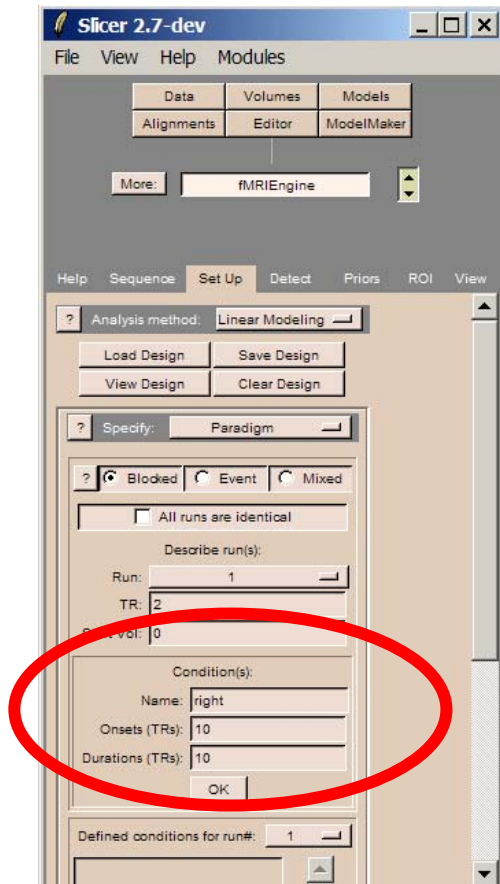 Slicer 2.7-dev
File View Help Modules
Data Volumes Models
Alignments Editor ModelMaker
More: fMRIEngine
Help Sequence Set Up Detect Priors ROI View
? Analysis method: Linear Modeling
Load Design Save Design
View Design Clear Design
? Specify: Paradigm
? Blocked Event Mixed
All runs are identical
Describe run(s):
Run: 1
TR: 2
Vol: 0
Condition(s):
Name: right
Onsets (TRs): 10
Durations (TRs): 10
OK
Defined conditions for run#: 1